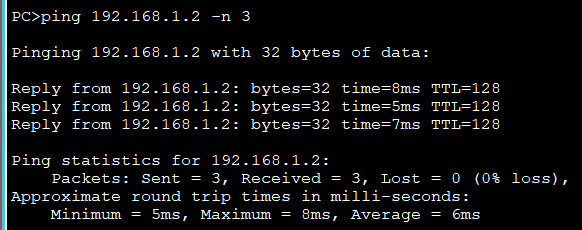 PC>ping 192.168.1.2 -n 3
Pinging 192.168.1.2 with 32 bytes of data:
Reply from 192.168.1.2: bytes=32 time=8ms TTL=128
Reply from 192.168.1.2: bytes=32 time=5ms TTL=128
Reply from 192.168.1.2: bytes=32 time=7ms TTL=128
Ping statistics for 192.168.1.2:
    Packets: Sent = 3, Received = 3, Lost = 0 (0% loss),
Approximate round trip times in milli-seconds:
    Minimum = 5ms, Maximum = 8ms, Average = 6ms